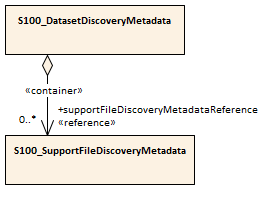 S100_DatasetDiscoveryMetadata
«container»
+supportFileDiscoveryMetadataReference
0..* «reference»
S100_SupportFileDiscoveryMetadata